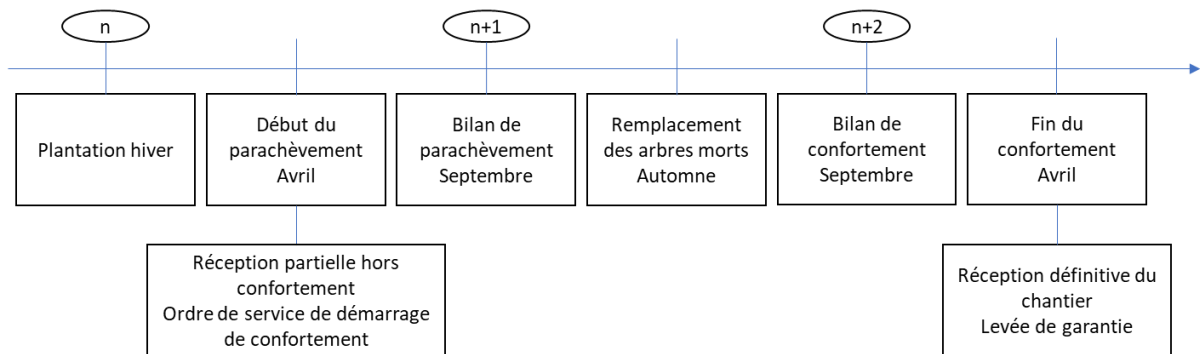 n
n+1
n+2
Plantation hiver
Début du
parachèvement
Avril
Bilan de
parachèvement
Septembre
Remplacement
des arbres morts
Automne
Bilan de
confortement
Septembre
Fin du
confortement
Avril
Réception partielle hors
confortement
Ordre de service de démarrage
de confortement
Réception définitive du
chantier
Levée de garantie